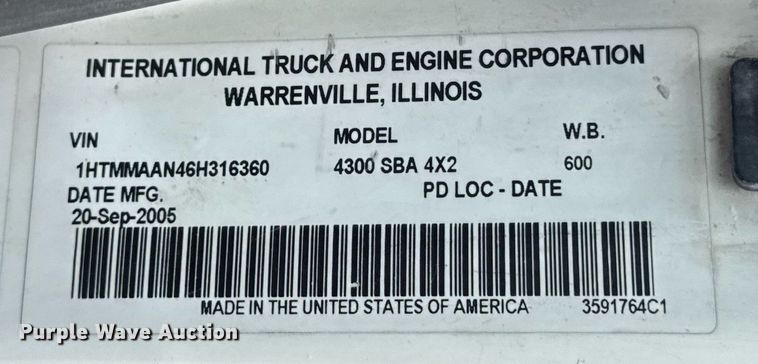 INTERNATIONAL TRUCK AND ENGINE CORPORATION
WARRENVILLE, ILLINOIS
VIN MODEL W.B.
1HTMMAAN46H316360 4300 SBA 4X2 600
DATE MFG. PD LOC - DATE
20-Sep-2005
MADE IN THE UNITED STATES OF AMERICA 3591764C1
Purple Wave Auction